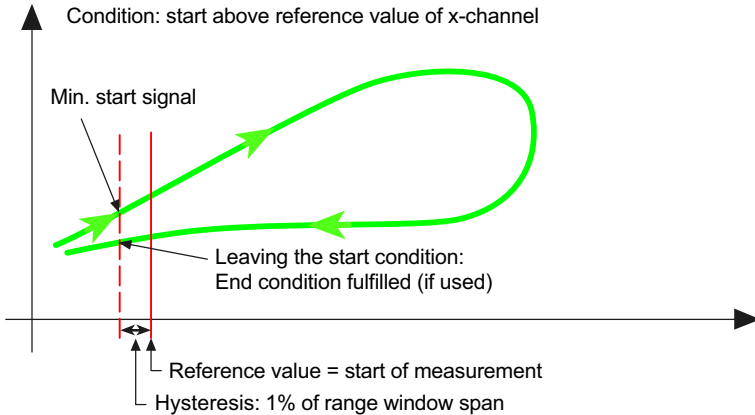 Condition: start above reference value of x-channel
Min. start signal
Leaving the start condition:
End condition fulfilled (if used)
Reference value = start of measurement
Hysteresis: 1% of range window span